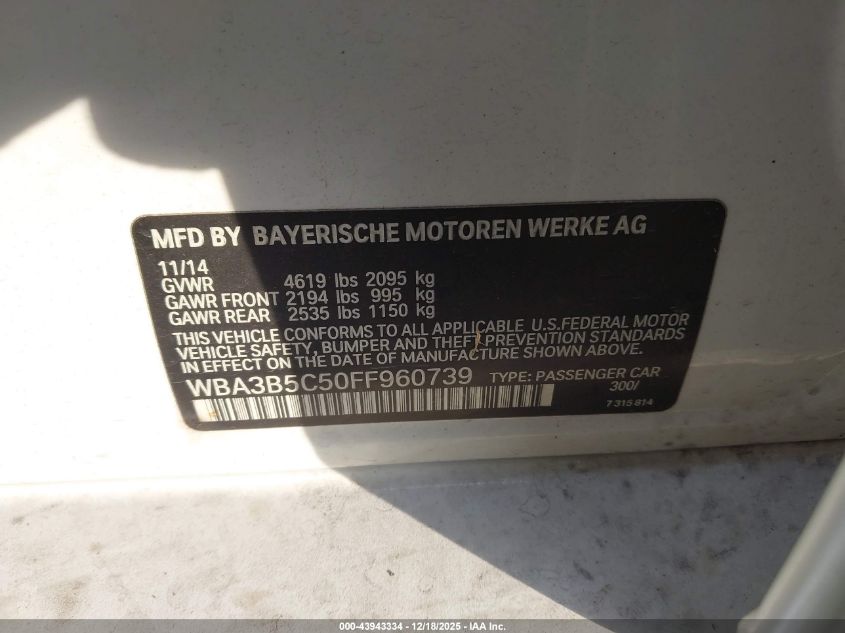 MFD BY BAYERISCHE MOTOREN WERKE AG
11/14
GVWR 4619 lbs 2095 kg
GAWR FRONT 2194 lbs 995 kg
GAWR REAR 2535 lbs 1150 kg
THIS VEHICLE CONFORMS TO ALL APPLICABLE U.S.FEDERAL MOTOR
VEHICLE SAFETY, BUMPER AND THEFT PREVENTION STANDARDS
IN EFFECT ON THE DATE OF MANUFACTURE SHOWN ABOVE.
WBA3B5C50FF960739 TYPE: PASSENGER CAR
300/
7 315 814
000-43943334 - 12/18/2025 - IAA Inc.